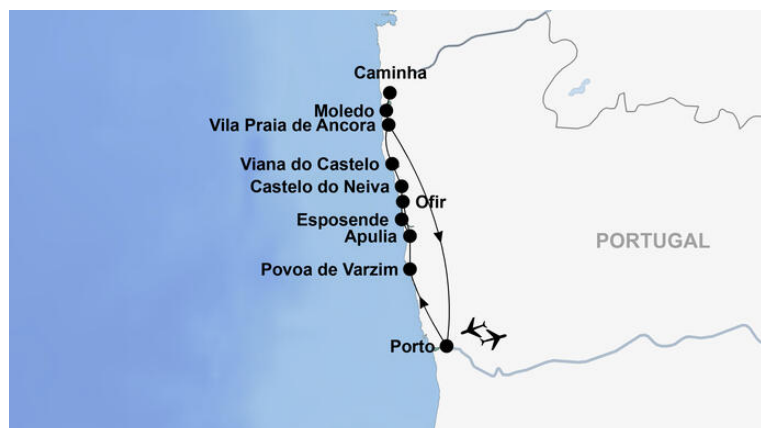 Caminha
Moledo
Vila Praia de Ancora
Viana do Castelo
Castelo do Neiva
Ofir
Esposende
Apulia
PORTUGAL
Povoa de Varzim
Porto